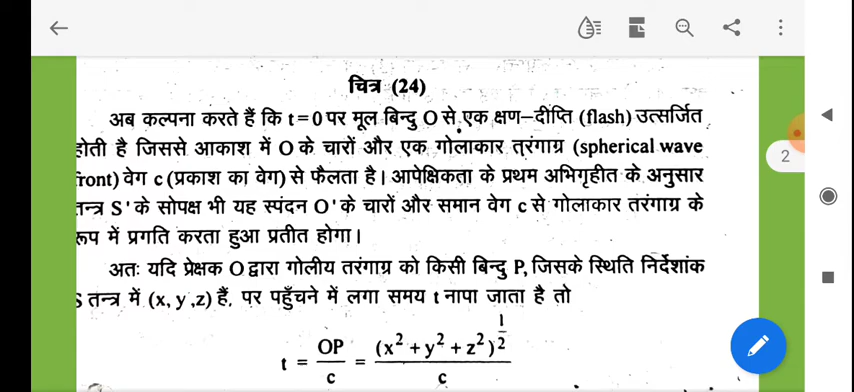 चित्र (24)
अब कल्पना करते हैं कि t = 0 पर मूल बिन्दु O से एक क्षण-दीप्ति (flash) उत्सर्जित
होती है जिससे आकाश में O के चारों और एक गोलाकार तरंगाग्र (spherical wave
front) वेग c (प्रकाश का वेग) से फैलता है। आपेक्षिकता के प्रथम अभिगृहीत के अनुसार
तन्त्र S' के सोपक्ष भी यह स्पंदन O' के चारों और समान वेग c से गोलाकार तरंगाग्र के
रूप में प्रगति करता हुआ प्रतीत होगा।
अतः यदि प्रेक्षक O द्वारा गोलीय तरंगाग्र को किसी बिन्दु P, जिसके स्थिति निर्देशांक
S तन्त्र में (x, y ,z) हैं, पर पहुँचने में लगा समय t नापा जाता है तो
t = OP/c = (x² + y² + z²)^(1/2)/c
2